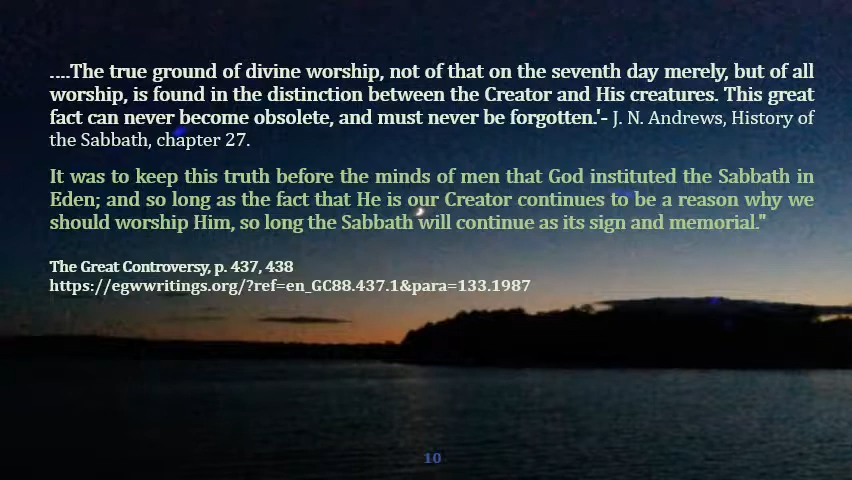 ....The true ground of divine worship, not of that on the seventh day merely, but of all
worship, is found in the distinction between the Creator and His creatures. This great
fact can never become obsolete, and must never be forgotten.'- J. N. Andrews, History of
the Sabbath, chapter 27.
It was to keep this truth before the minds of men that God instituted the Sabbath in
Eden; and so long as the fact that He is our Creator continues to be a reason why we
should worship Him, so long the Sabbath will continue as its sign and memorial."
The Great Controversy, p. 437, 438
https://egwwritings.org/?ref=en_GC88.437.1&para=133.1987
10